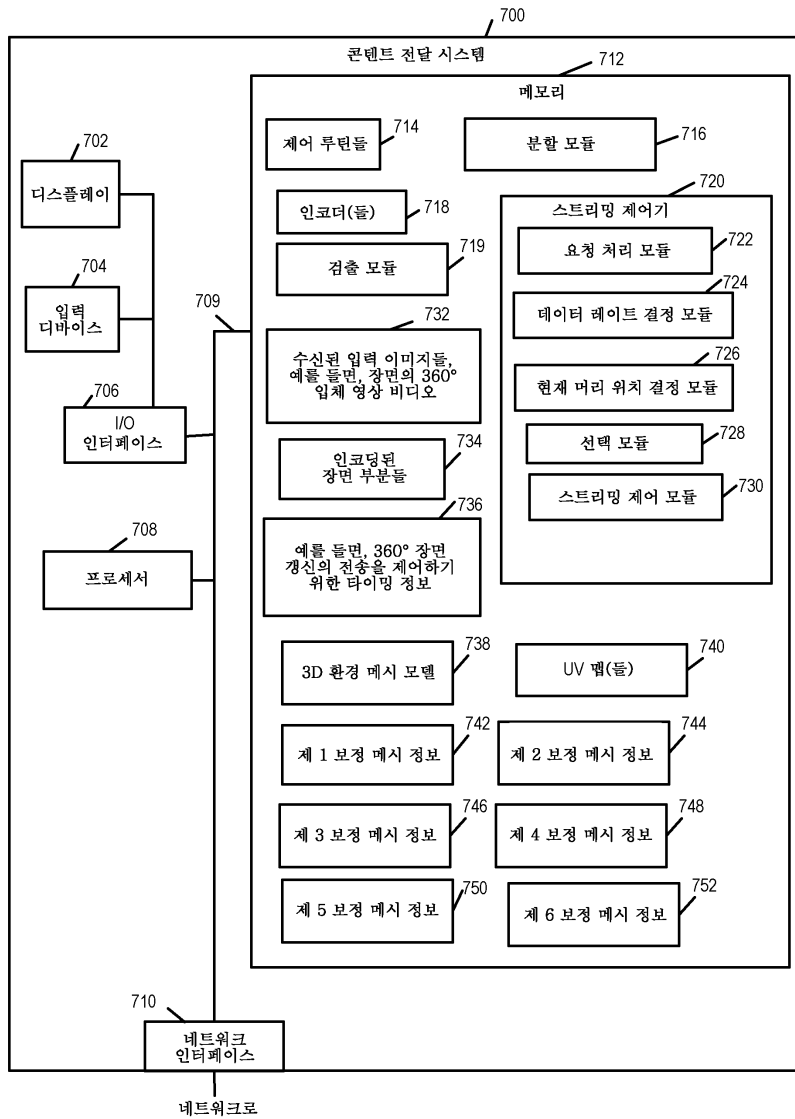 700
콘텐트 전달 시스템
702
디스플레이
704
입력
디바이스
706
I/O
인터페이스
708
프로세서
709
710
네트워크
인터페이스
네트워크로
712
메모리
714
제어 루틴들
716
분할 모듈
718
인코더(들)
719
검출 모듈
720
스트리밍 제어기
722
요청 처리 모듈
724
데이터 레이트 결정 모듈
726
현재 머리 위치 결정 모듈
728
선택 모듈
730
스트리밍 제어 모듈
732
수신된 입력 이미지들,
예를 들면, 장면의 360°
입체 영상 비디오
734
인코딩된
장면 부분들
736
예를 들면, 360° 장면
갱신의 전송을 제어하기
위한 타이밍 정보
738
3D 환경 메시 모델
740
UV 맵(들)
742
제 1 보정 메시 정보
744
제 2 보정 메시 정보
746
제 3 보정 메시 정보
748
제 4 보정 메시 정보
750
제 5 보정 메시 정보
752
제 6 보정 메시 정보